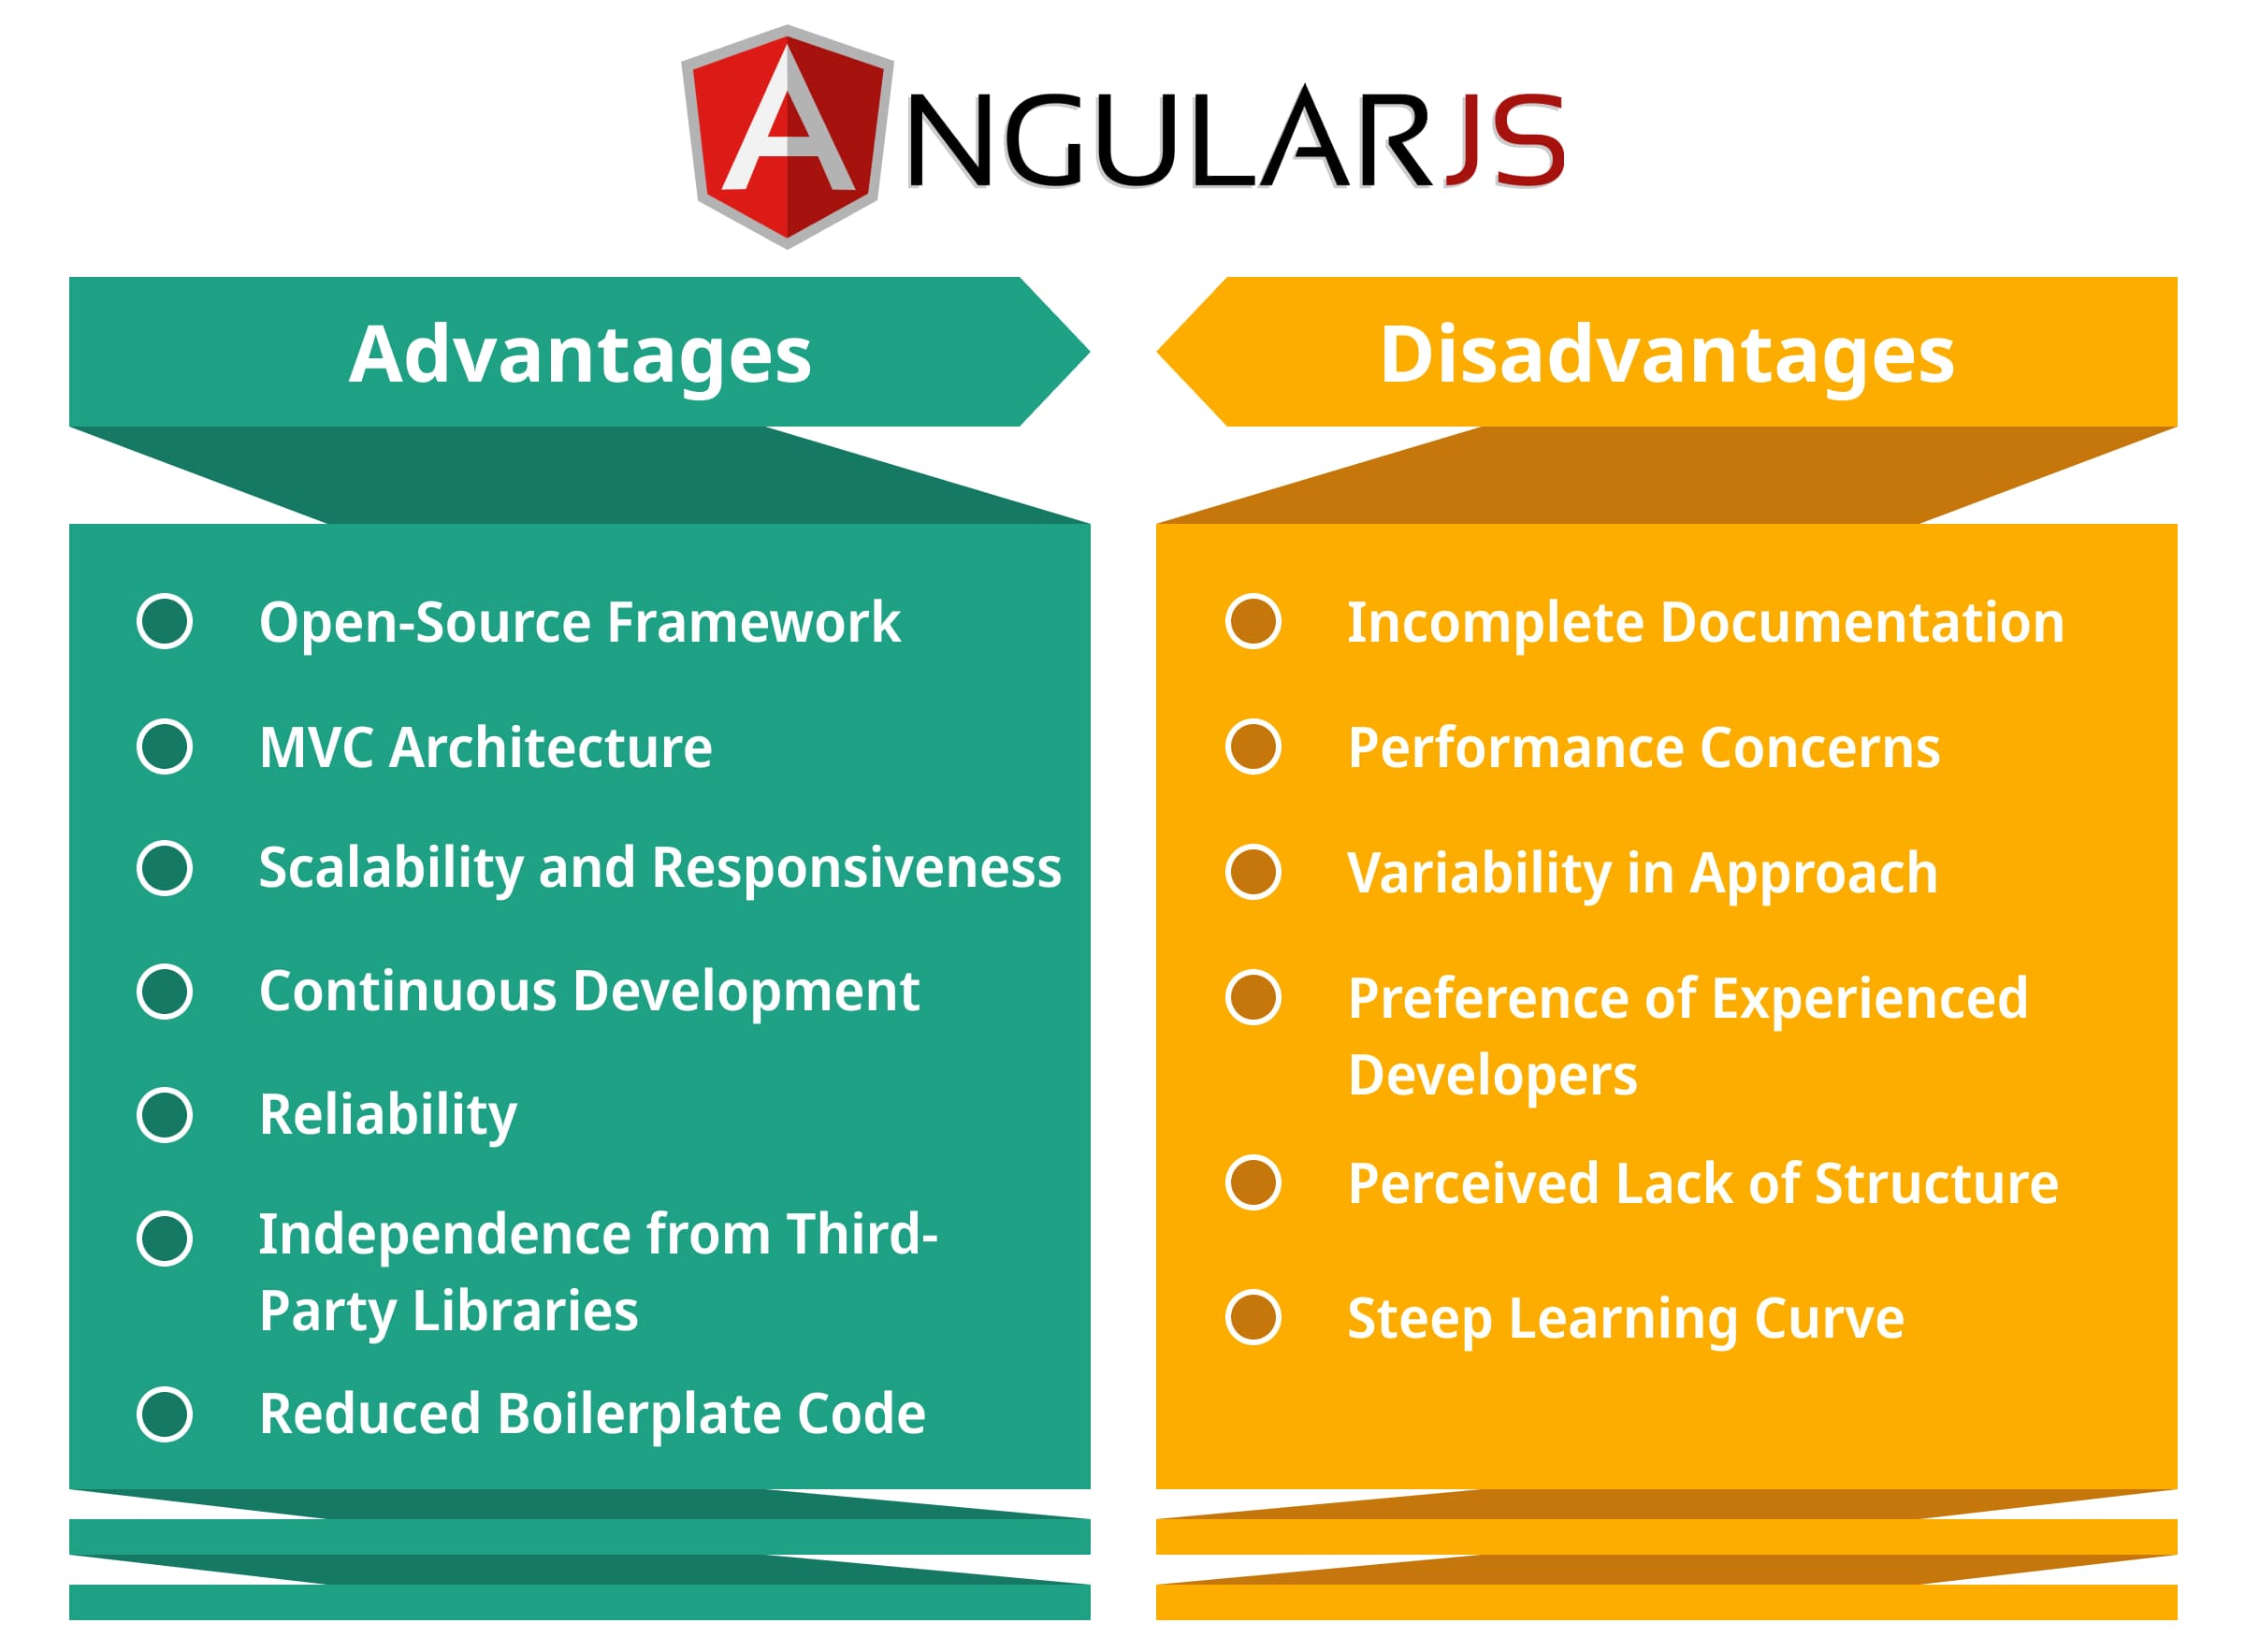 ANGULARJS
Advantages
Open-Source Framework
MVC Architecture
Scalability and Responsiveness
Continuous Development
Reliability
Independence from Third-
Party Libraries
Reduced Boilerplate Code
Disadvantages
Incomplete Documentation
Performance Concerns
Variability in Approach
Preference of Experienced
Developers
Perceived Lack of Structure
Steep Learning Curve